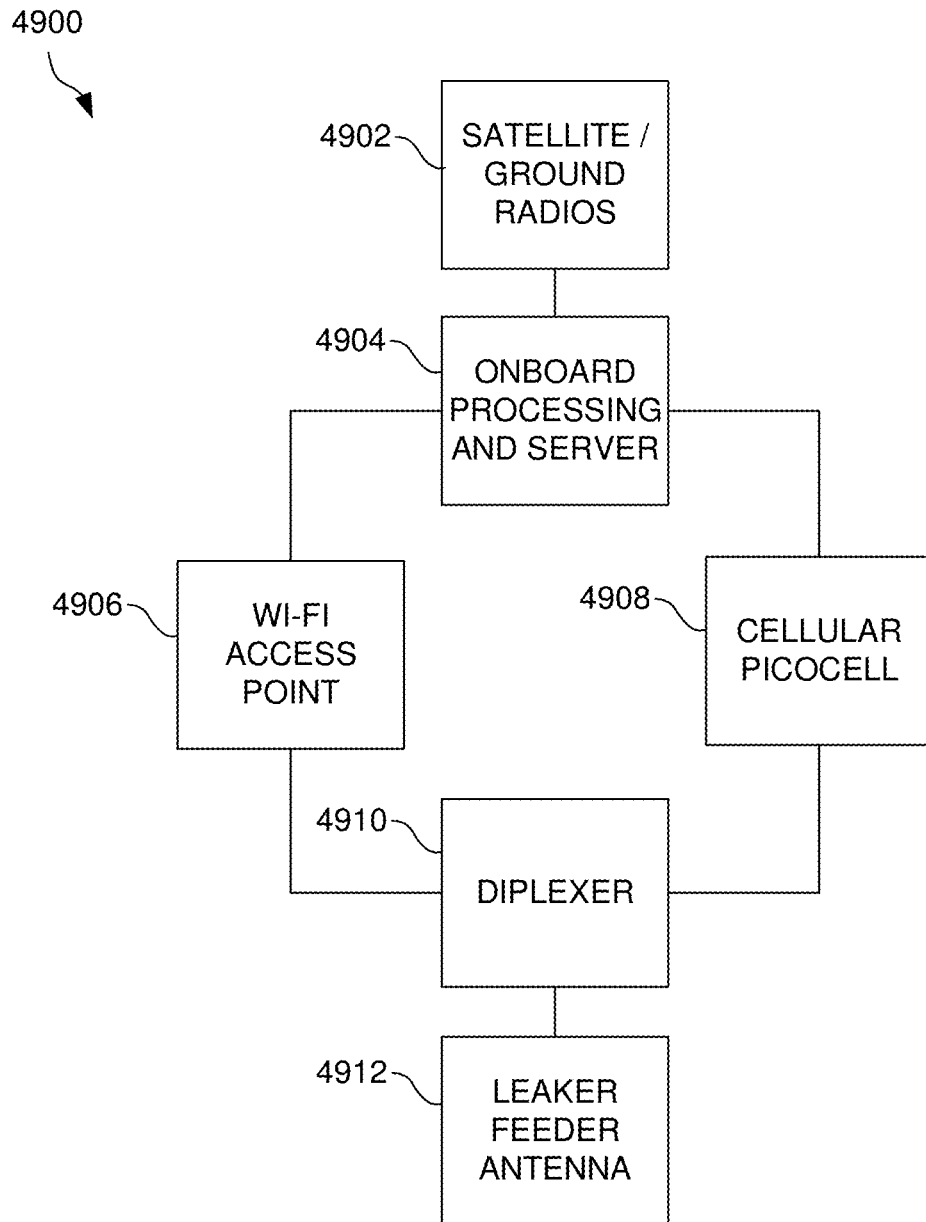 4900
4902
SATELLITE /
GROUND
RADIOS
4904
ONBOARD
PROCESSING
AND SERVER
4906
WI-FI
ACCESS
POINT
4908
CELLULAR
PICOCELL
4910
DIPLEXER
4912
LEAKER
FEEDER
ANTENNA